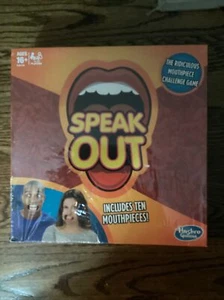 AGES
16+
THE RIDICULOUS
MOUTHPIECE
CHALLENGE GAME
SPEAK
OUT
INCLUDES TEN
MOUTHPIECES!
Hasbro
Gaming